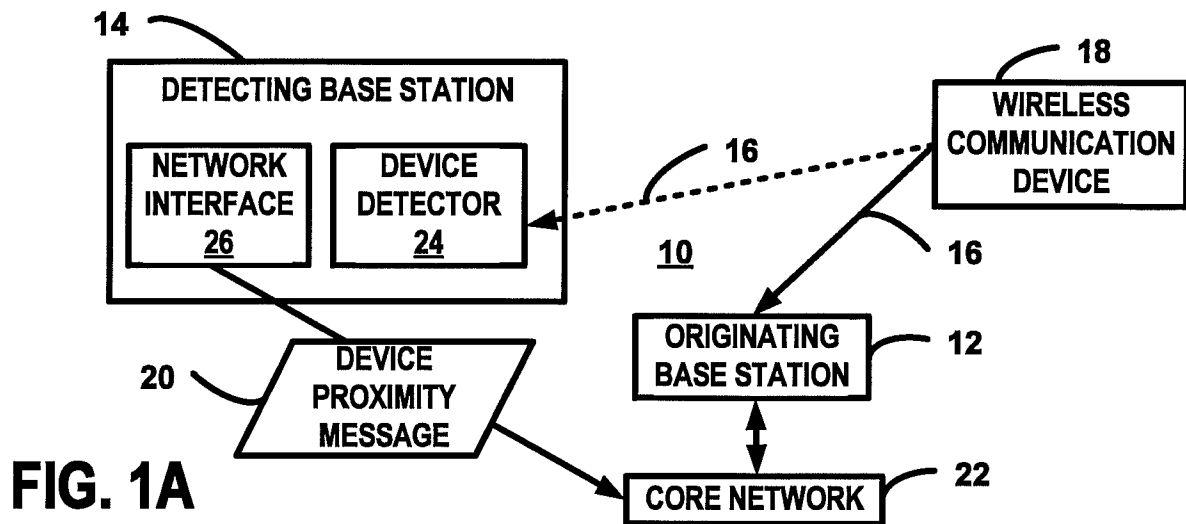 14
DETECTING BASE STATION
NETWORK
INTERFACE
26
DEVICE
DETECTOR
24
16
18
WIRELESS
COMMUNICATION
DEVICE
16
10
ORIGINATING
BASE STATION
12
20
DEVICE
PROXIMITY
MESSAGE
CORE NETWORK
22
FIG. 1A